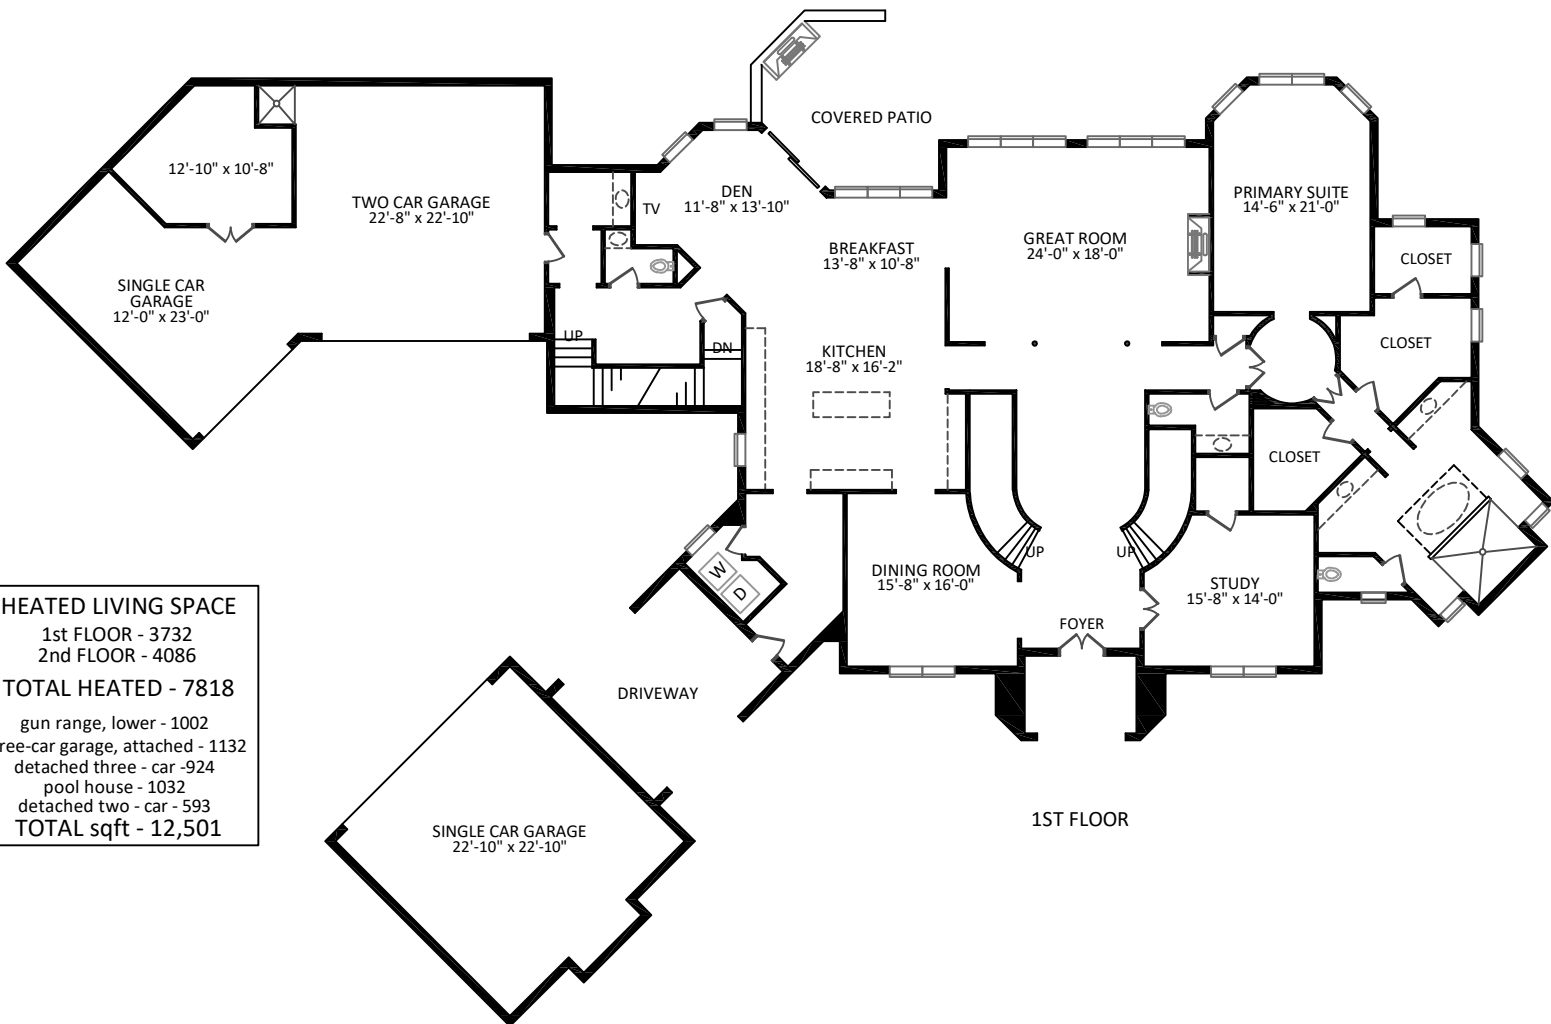 COVERED PATIO
12'-10" x 10'-8"
TWO CAR GARAGE
22'-8" x 22'-10"
TV
DEN
11'-8" x 13'-10"
BREAKFAST
13'-8" x 10'-8"
GREAT ROOM
24'-0" x 18'-0"
PRIMARY SUITE
14'-6" x 21'-0"
CLOSET
SINGLE CAR
GARAGE
12'-0" x 23'-0"
UP
DN
KITCHEN
18'-8" x 16'-2"
CLOSET
CLOSET
UP
UP
W
D
DINING ROOM
15'-8" x 16'-0"
STUDY
15'-8" x 14'-0"
FOYER
HEATED LIVING SPACE
1st FLOOR - 3732
2nd FLOOR - 4086
TOTAL HEATED - 7818
gun range, lower - 1002
ree-car garage, attached - 1132
detached three - car -924
pool house - 1032
detached two - car - 593
TOTAL sqft - 12,501
DRIVEWAY
SINGLE CAR GARAGE
22'-10" x 22'-10"
1ST FLOOR